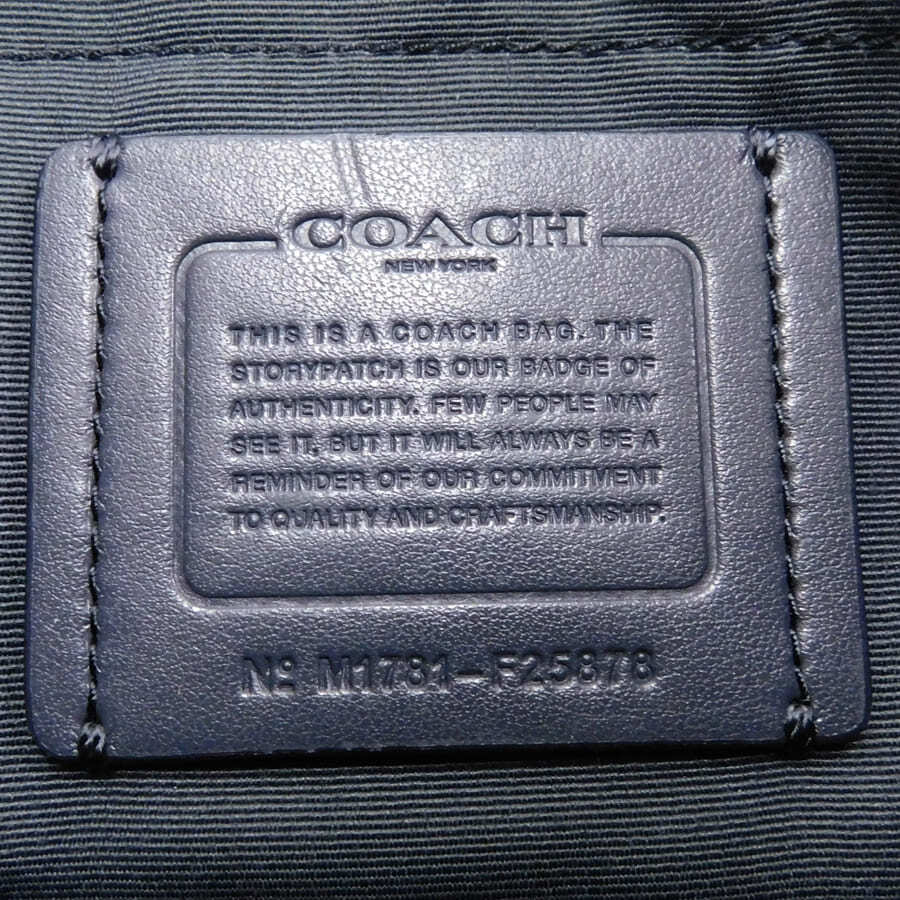 COACH
NEW YORK
THIS IS A COACH BAG. THE
STORYPATCH IS OUR BADGE OF
AUTHENTICITY. FEW PEOPLE MAY
SEE IT, BUT IT WILL ALWAYS BE A
REMINDER OF OUR COMMITMENT
TO QUALITY AND CRAFTSMANSHIP.
Nº M1781-F25878